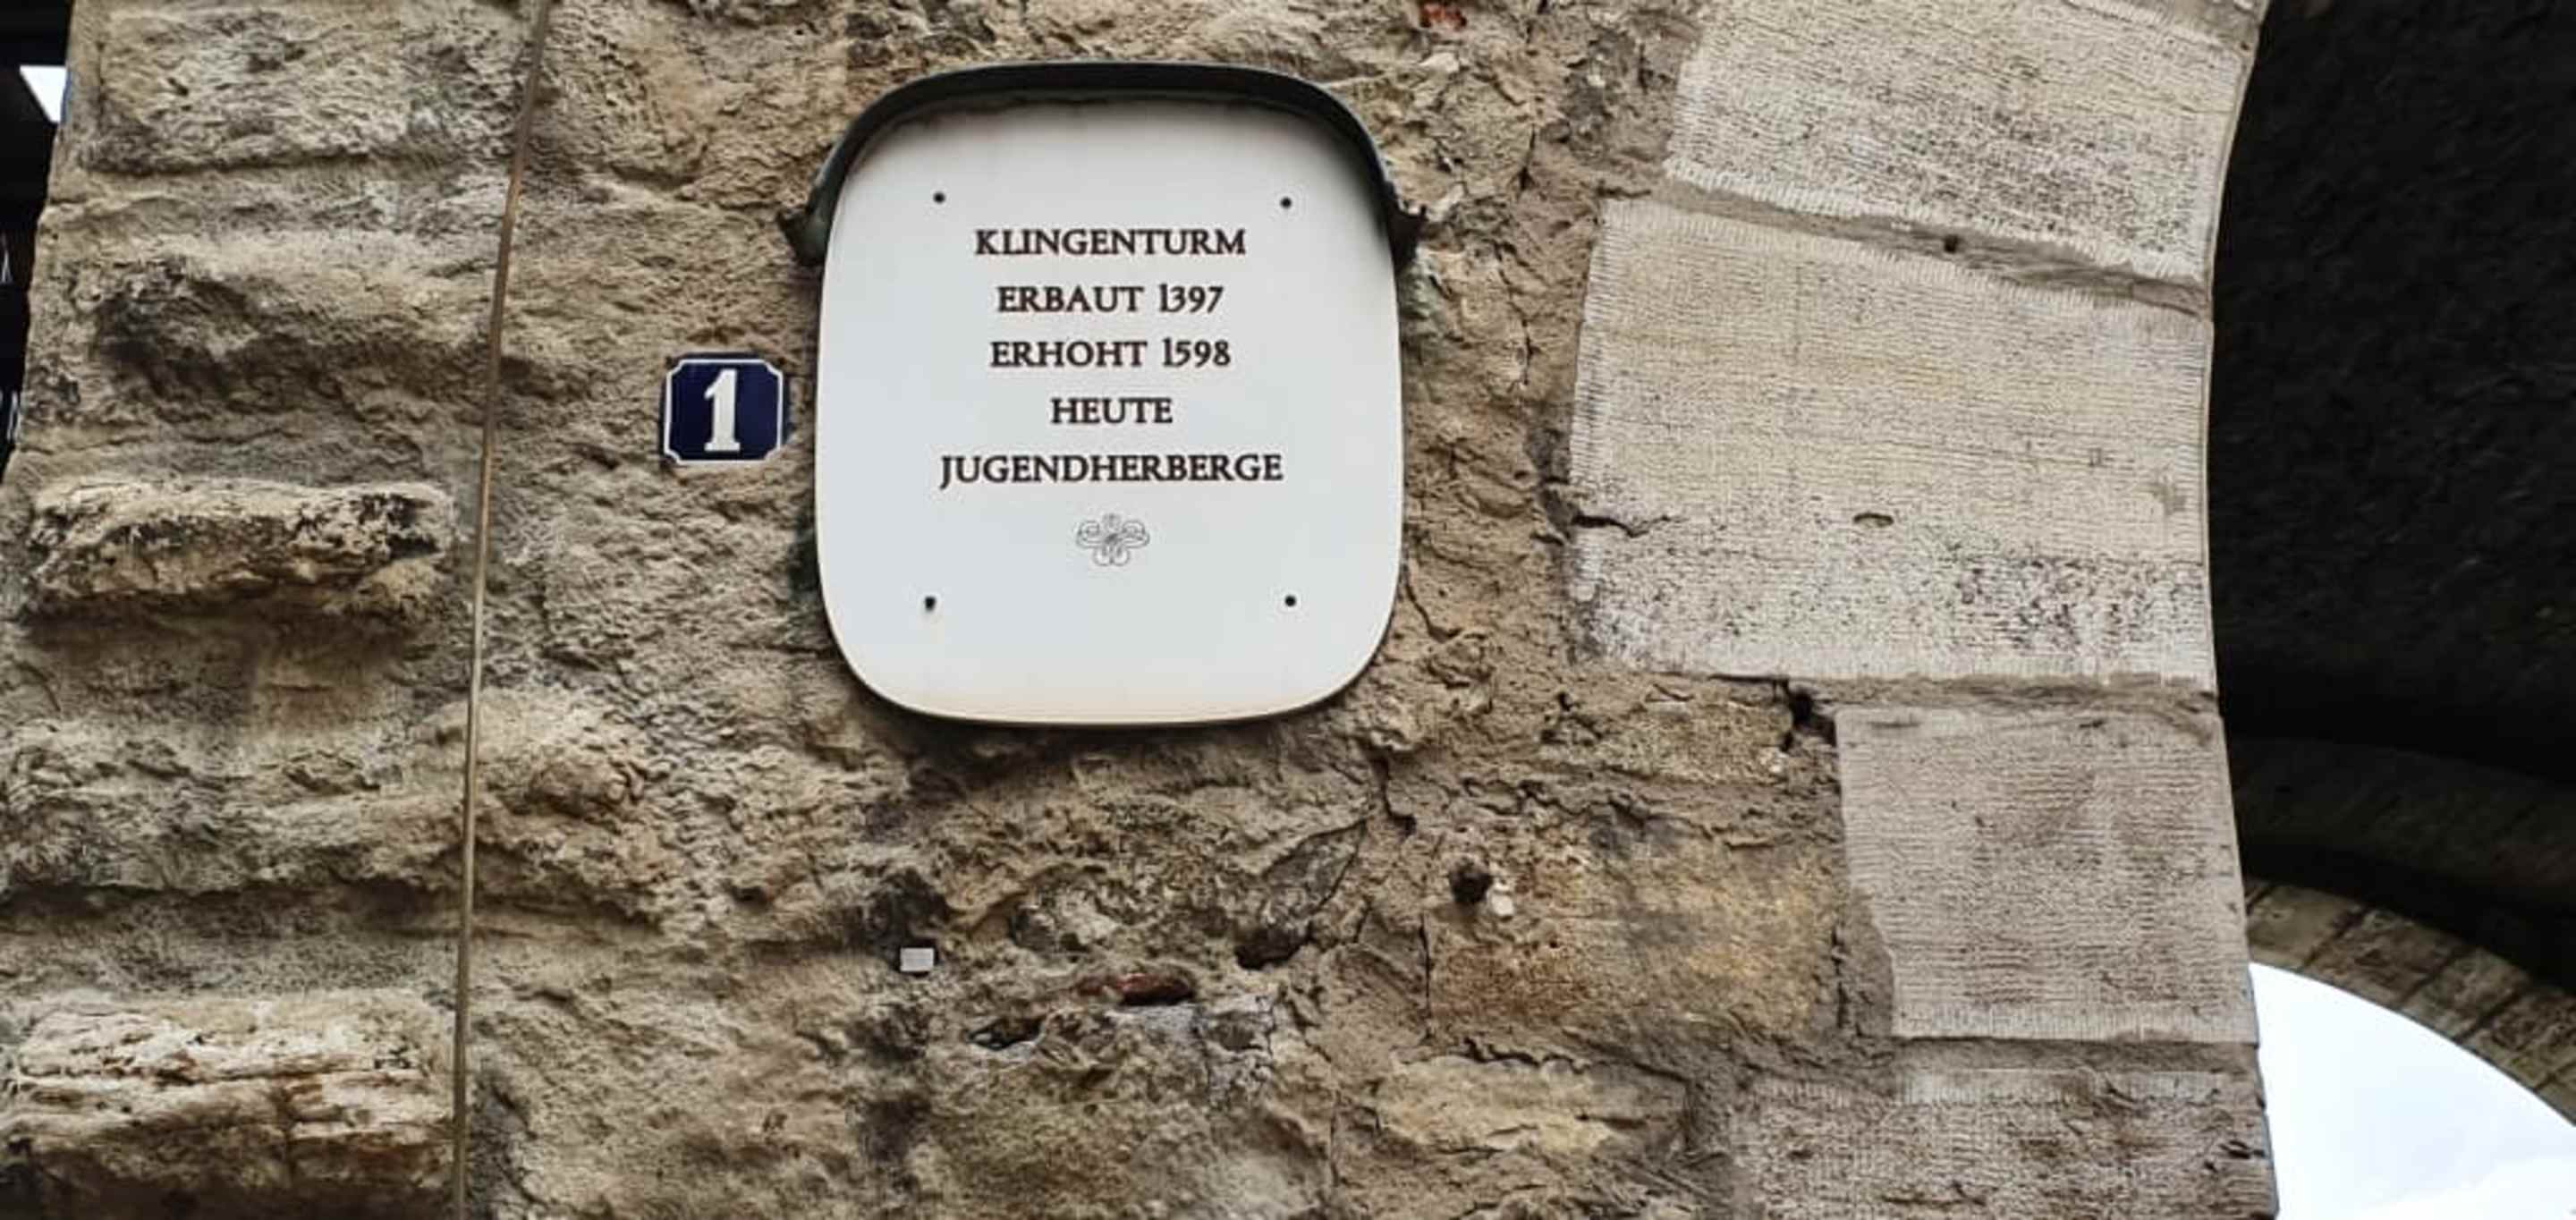 1
KLINGENTURM
ERBAUT 1397
ERHOHT 1598
HEUTE
JUGENDHERBERGE